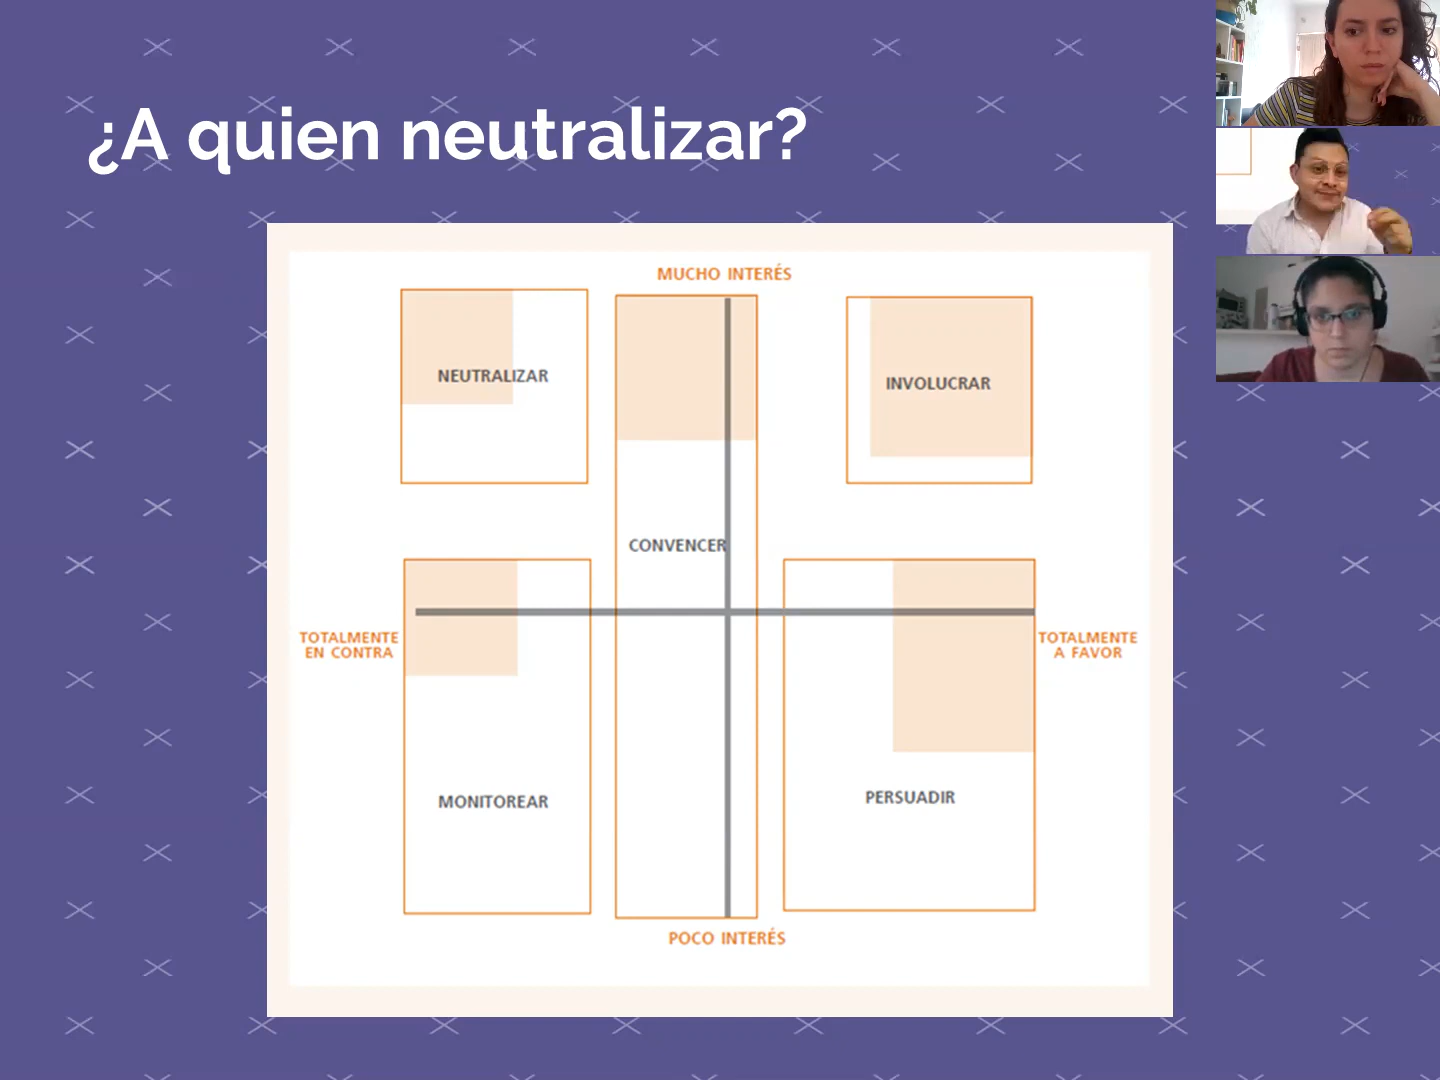 ¿A quien neutralizar?
MUCHO INTERÉS
NEUTRALIZAR
INVOLUCRAR
CONVENCER
TOTALMENTE
EN CONTRA
TOTALMENTE
A FAVOR
MONITOREAR
PERSUADIR
POCO INTERÉS